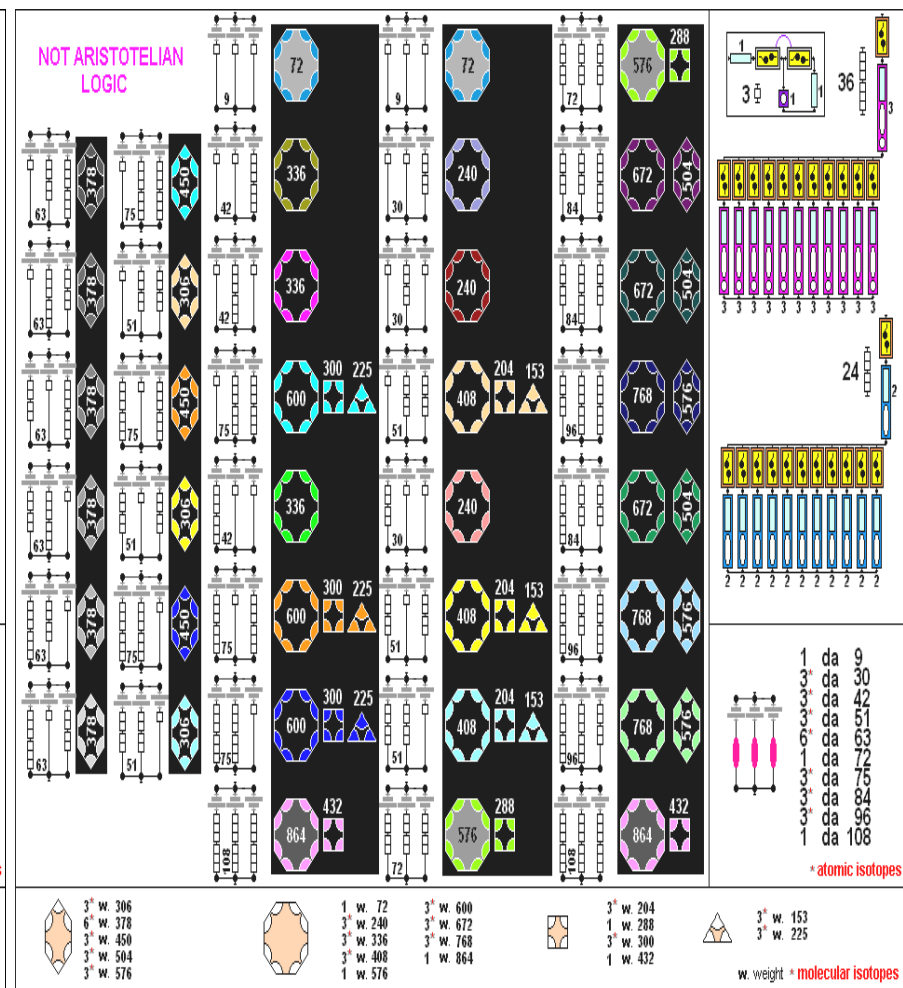 NOT ARISTOTELIAN
LOGIC
63 378 75 450
63 378 51 306
63 378 75 450
63 378 51 306
63 378 75 450
63 378 51 306
9 72 9 72 72 576 288
42 336 30 240 84 672 504
42 336 30 240 84 672 504
75 600 300 225 51 408 204 153 96 768 576
42 336 30 240 84 672 504
75 600 300 225 51 408 204 153 96 768 576
75 600 300 225 51 408 204 153 96 768 576
108 864 432 72 576 288 108 864 432
1
3 1 1
36
3
3 3 3 3 3 3 3 3 3 3 3
24
2
2 2 2 2 2 2 2 2 2 2 2
1 da 9
3* da 30
3* da 42
3* da 51
6* da 63
1 da 72
3* da 75
3* da 84
3* da 96
1 da 108
* atomic isotopes
3* w. 306
6* w. 378
3* w. 450
3* w. 504
3* w. 576
1 w. 72
3* w. 240
3* w. 336
3* w. 408
1 w. 576
3* w. 600
3* w. 672
3* w. 768
1 w. 864
3* w. 204
1 w. 288
3* w. 300
1 w. 432
3* w. 153
3* w. 225
w. weight * molecular isotopes